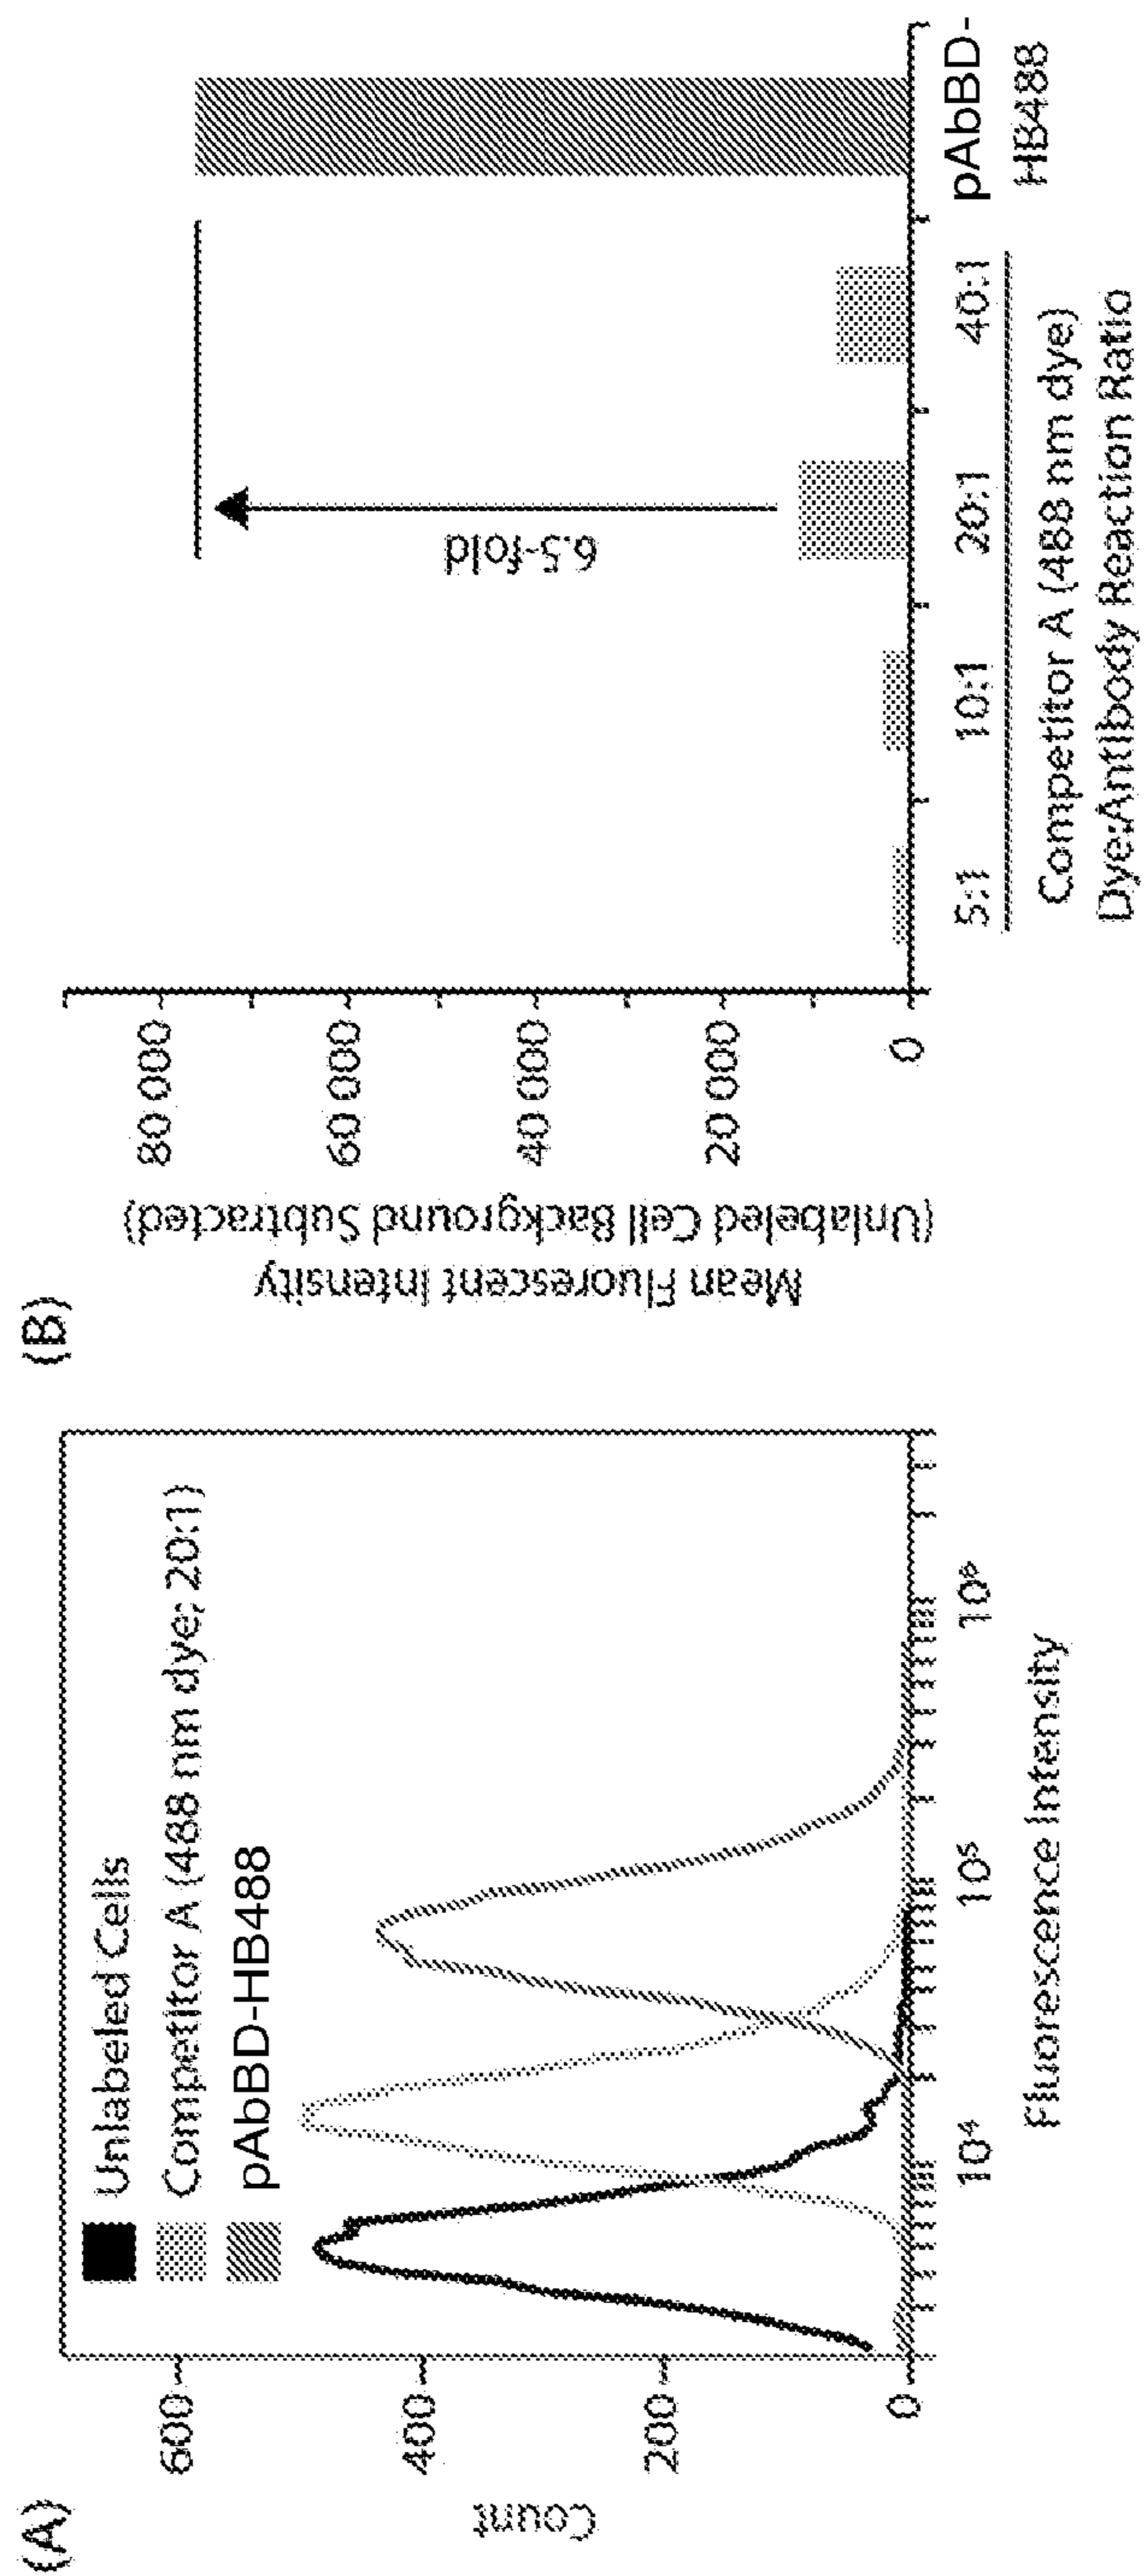 (A)
Count
600
400
200
0
Unlabeled Cells
Competitor A (488 nm dye; 20:1)
pAbBD-HB488
10⁴
10⁵
10⁶
Fluorescence Intensity
(B)
Mean Fluorescent Intensity
(Unlabeled Cell Background Subtracted)
80 000
60 000
40 000
20 000
0
6.5-fold
5:1
10:1
20:1
40:1
pAbBD-
HB488
Competitor A (488 nm dye)
Dye:Antibody Reaction Ratio